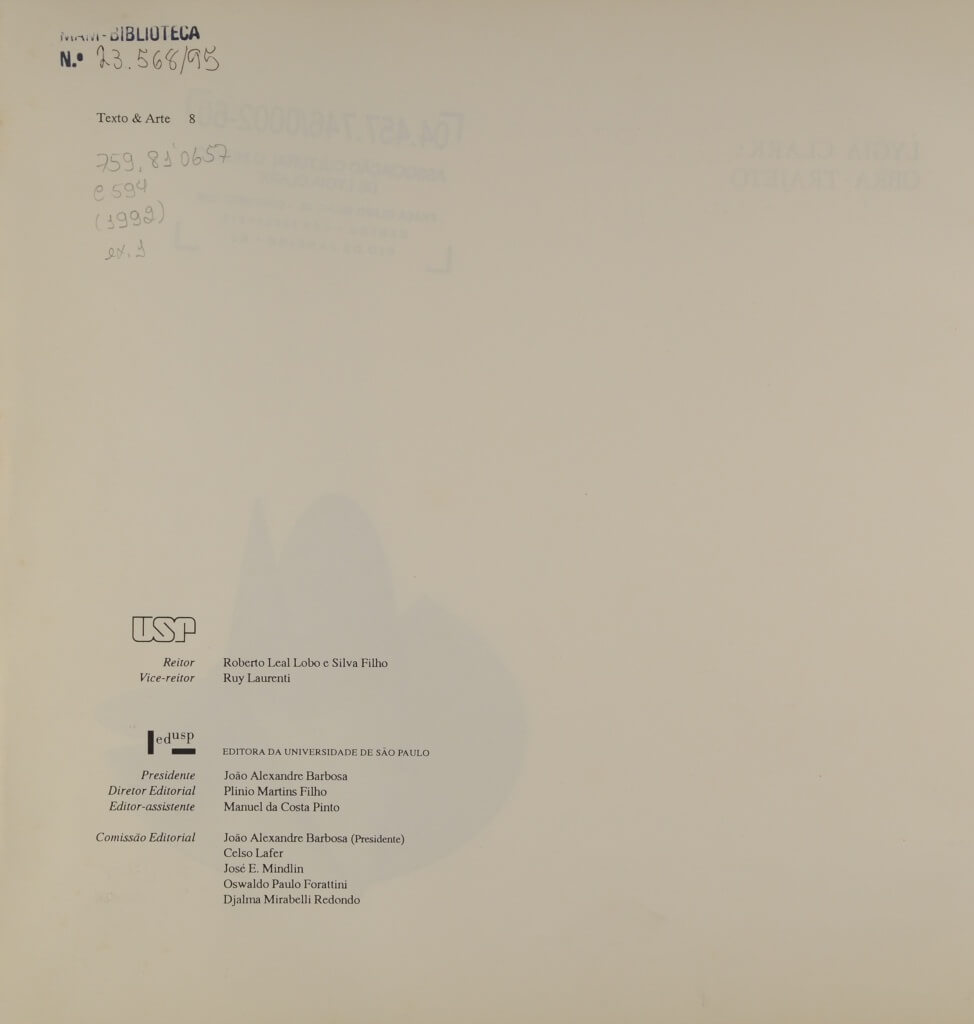 MAM-BIBLIOTECA
N.º 23.568/95
Texto & Arte 8
759,81'0657
e 594
(1992)
ex. 1
USP
Reitor Roberto Leal Lobo e Silva Filho
Vice-reitor Ruy Laurenti
edusp EDITORA DA UNIVERSIDADE DE SÃO PAULO
Presidente João Alexandre Barbosa
Diretor Editorial Plinio Martins Filho
Editor-assistente Manuel da Costa Pinto
Comissão Editorial João Alexandre Barbosa (Presidente)
Celso Lafer
José E. Mindlin
Oswaldo Paulo Forattini
Djalma Mirabelli Redondo